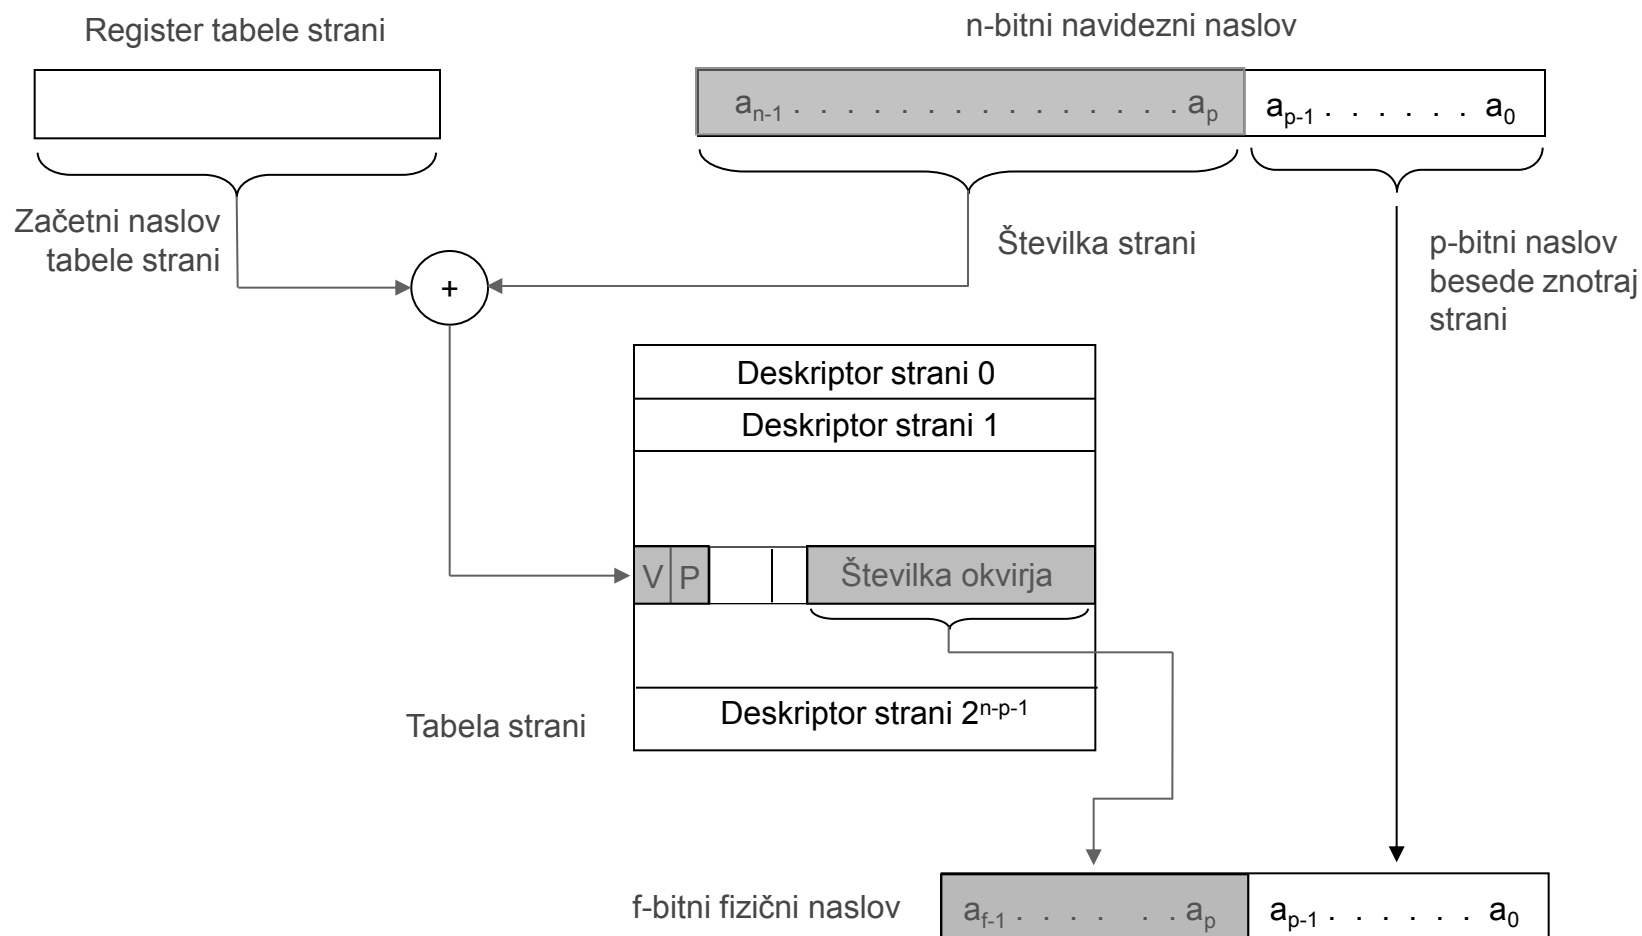 Register tabele strani
n-bitni navidezni naslov
aₙ₋₁ . . . . . . . . . . . . . . . aₚ
aₚ₋₁ . . . . . . a₀
Začetni naslov
tabele strani
+
Številka strani
p-bitni naslov
besede znotraj
strani
Deskriptor strani 0
Deskriptor strani 1
V P Številka okvirja
Deskriptor strani 2ⁿ⁻ᵖ⁻¹
Tabela strani
f-bitni fizični naslov
a_f-1 . . . . . . aₚ
aₚ₋₁ . . . . . . a₀